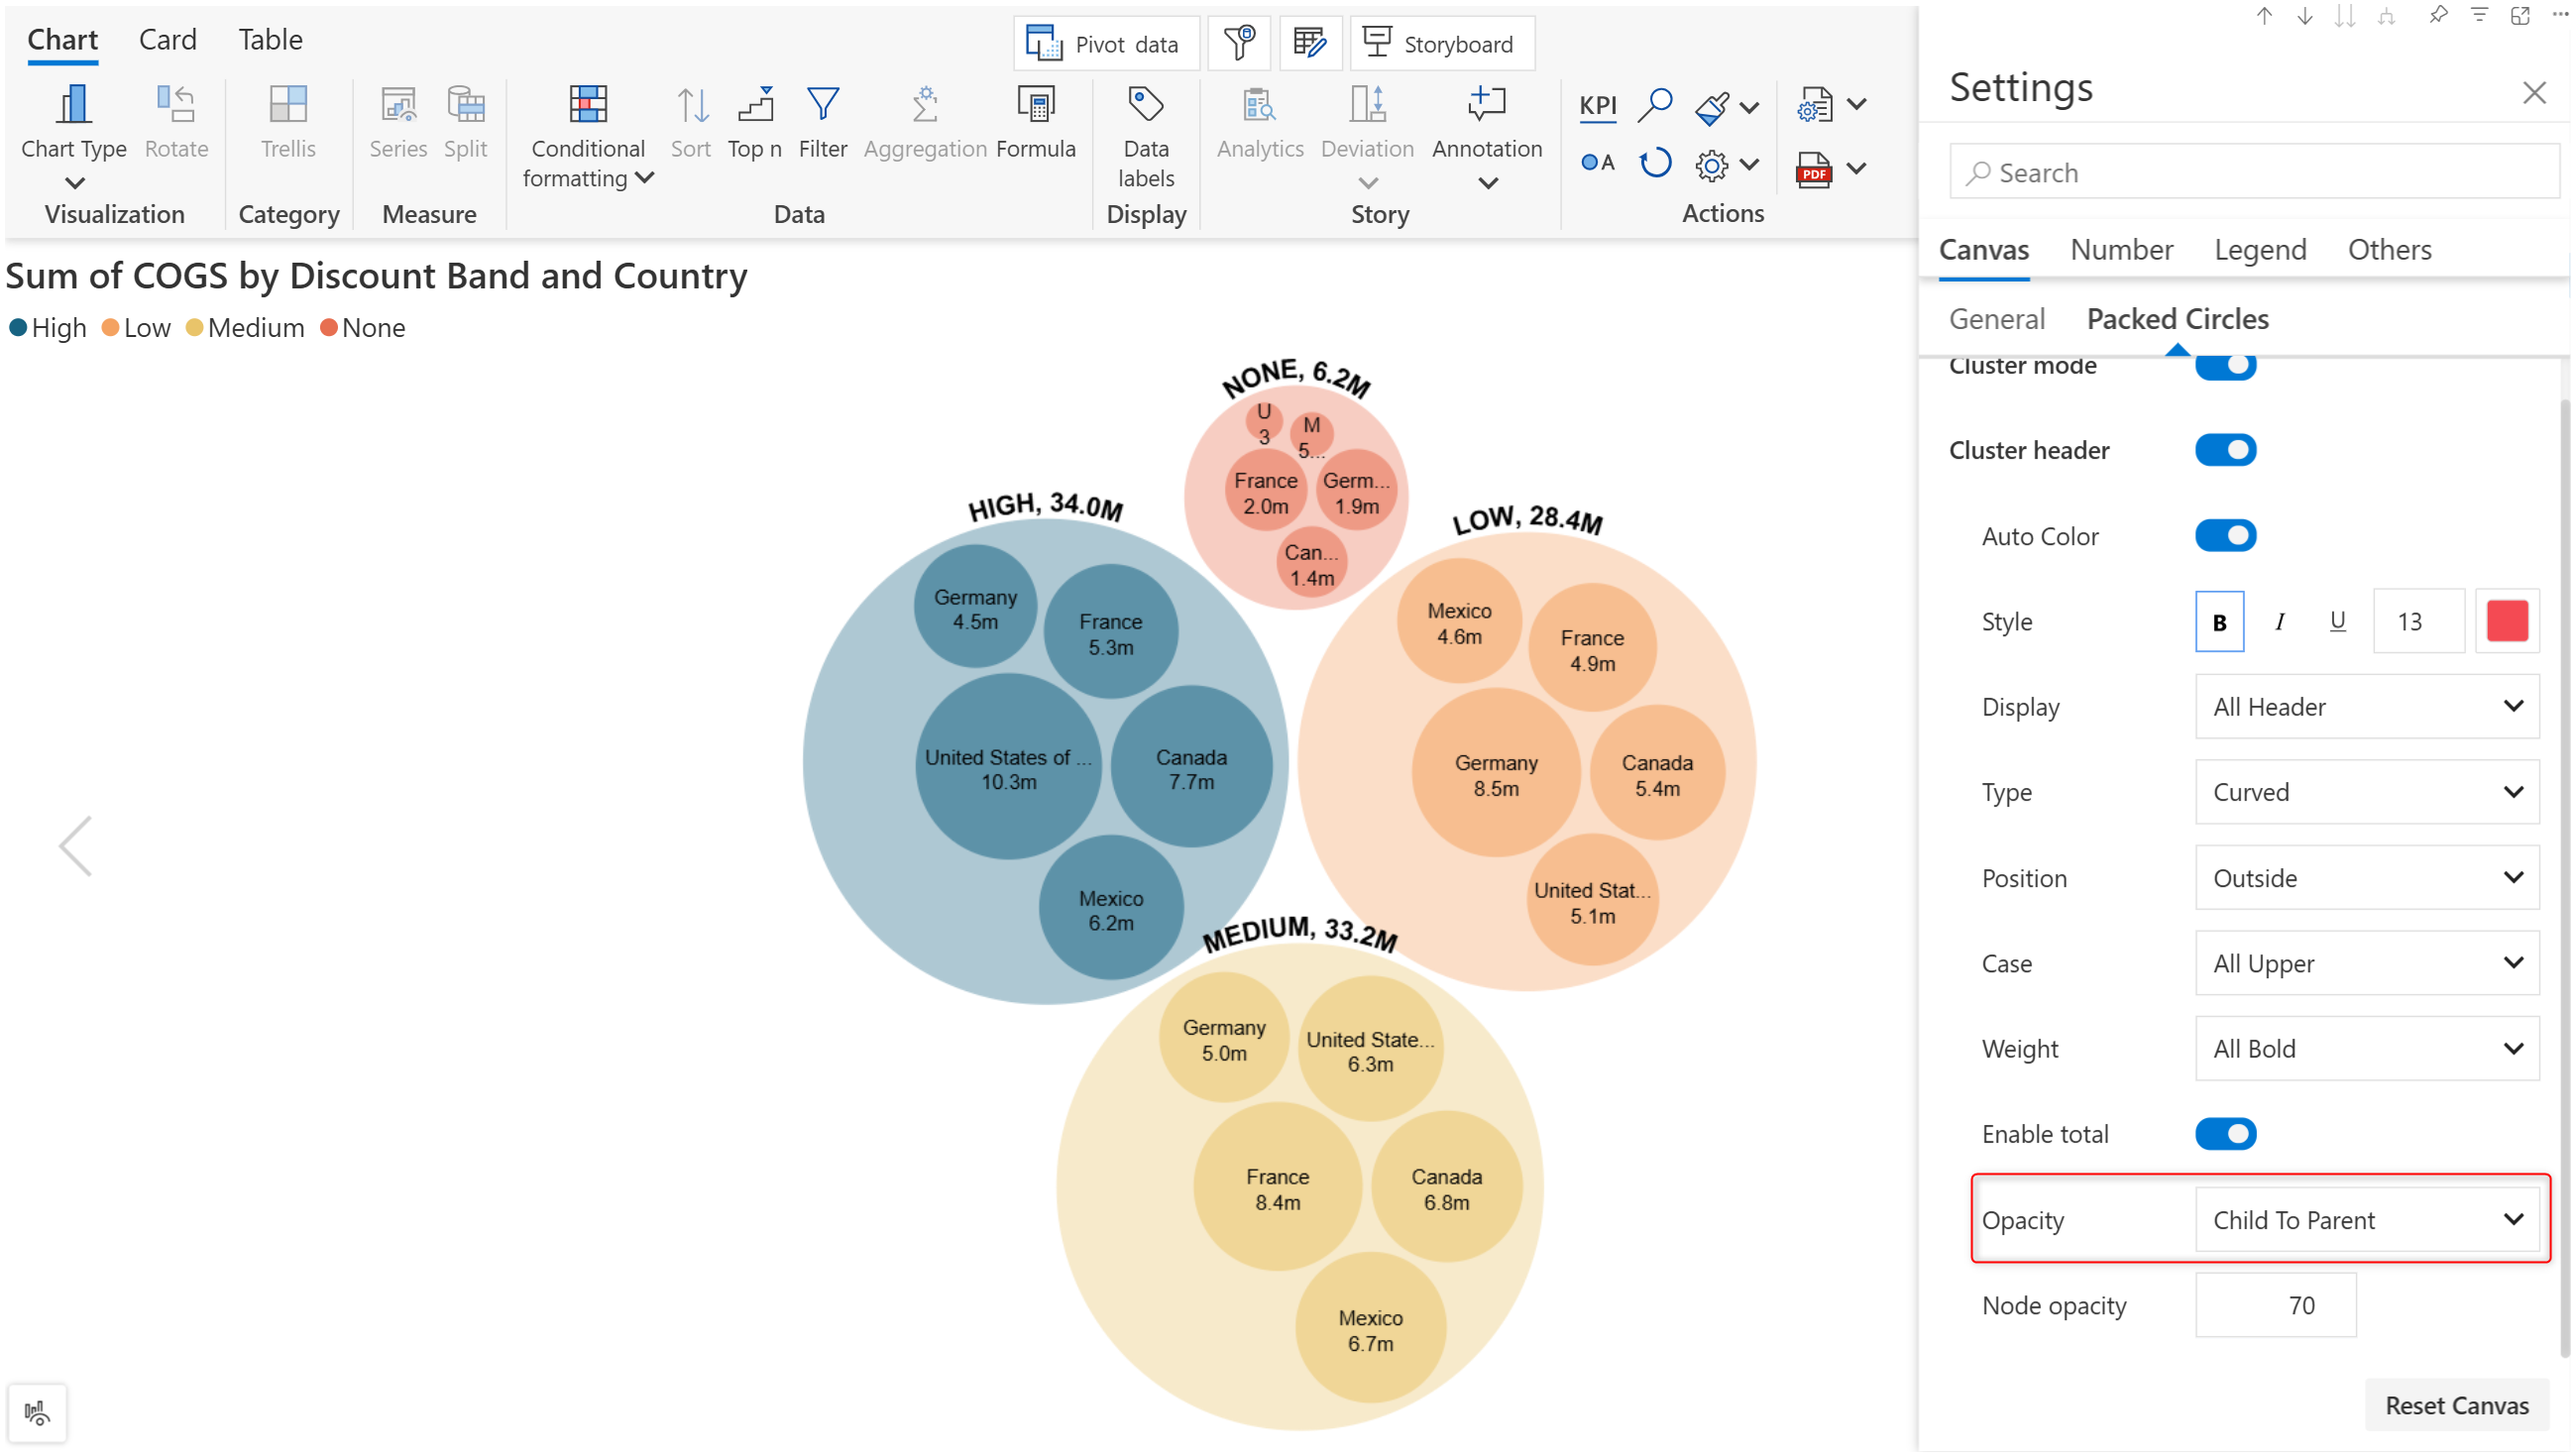 Chart Card Table
Pivot data
Storyboard
Chart Type
Rotate
Trellis
Series
Split
Conditional
formatting
Sort
Top n
Filter
Aggregation
Formula
Data
labels
Analytics
Deviation
Annotation
KPI
A
PDF
Visualization
Category
Measure
Data
Display
Story
Actions
Sum of COGS by Discount Band and Country
High Low Medium None
NONE, 6.2M
U
3
M
5...
France
2.0m
Germ...
1.9m
Can...
1.4m
HIGH, 34.0M
Germany
4.5m
France
5.3m
United States of ...
10.3m
Canada
7.7m
Mexico
6.2m
LOW, 28.4M
Mexico
4.6m
France
4.9m
Germany
8.5m
Canada
5.4m
United Stat...
5.1m
MEDIUM, 33.2M
Germany
5.0m
United State...
6.3m
France
8.4m
Canada
6.8m
Mexico
6.7m
Settings
Search
Canvas Number Legend Others
General Packed Circles
Cluster mode
Cluster header
Auto Color
Style B I U 13
Display All Header
Type Curved
Position Outside
Case All Upper
Weight All Bold
Enable total
Opacity Child To Parent
Node opacity 70
Reset Canvas